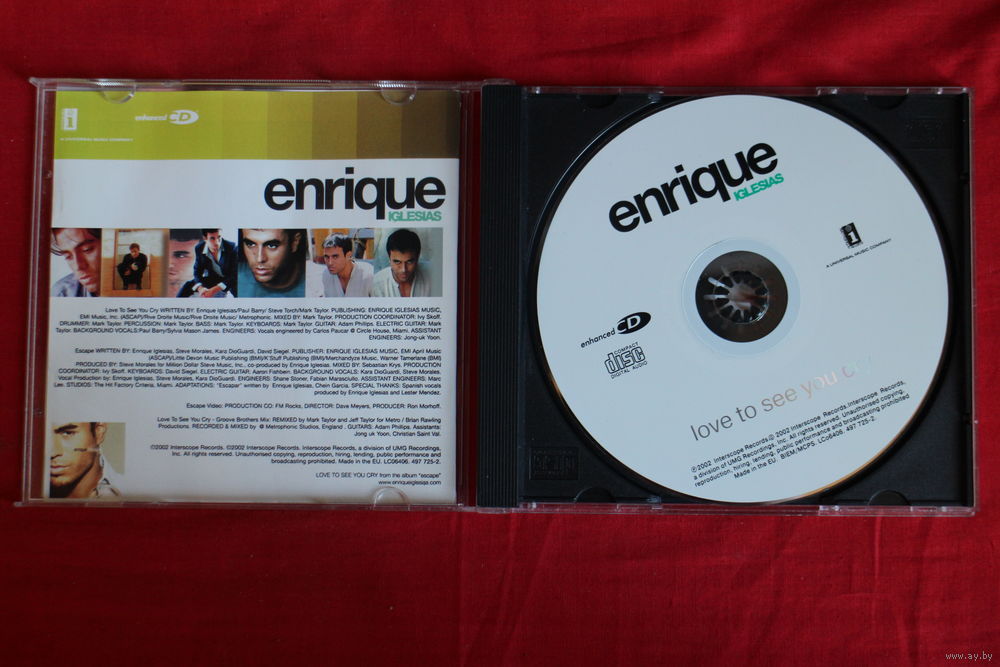 i
A UNIVERSAL MUSIC COMPANY
enhanced CD
enrique
IGLESIAS
Love To See You Cry WRITTEN BY: Enrique Iglesias/Paul Barry/ Steve Torch/Mark Taylor. PUBLISHING: ENRIQUE IGLESIAS MUSIC,
EMI Music, Inc. (ASCAP)/Rive Droite Music/Rive Droite Music/ Metrophonic. MIXED BY: Mark Taylor. PRODUCTION COORDINATOR: Ivy Skoff.
DRUMMER: Mark Taylor. PERCUSSION: Mark Taylor. BASS: Mark Taylor. KEYBOARDS: Mark Taylor. GUITAR: Adam Phillips. ELECTRIC GUITAR: Mark
Taylor. BACKGROUND VOCALS:Paul Barry/Sylvia Mason James. ENGINEERS: Vocals engineered by Carlos Paucar @ Circle House, Miami. ASSISTANT
ENGINEERS: Jong-uk Yoon.
Escape WRITTEN BY: Enrique Iglesias, Steve Morales, Kara DioGuardi, David Siegel. PUBLISHER: ENRIQUE IGLESIAS MUSIC, EMI April Music
(ASCAP)/Little Devon Music Publishing (BMI)/K'Stuff Publishing (BMI)/Merchandyze Music, Warner Tamerlane (BMI)
PRODUCED BY: Steve Morales for Million Dollar Steve Music, Inc., co-produced by Enrique Iglesias. MIXED BY: Sebastian Krys. PRODUCTION
COORDINATOR: Ivy Skoff. KEYBOARDS: David Siegel. ELECTRIC GUITAR: Aaron Fishbein. BACKGROUND VOCALS: Kara DioGuardi, Steve Morales,
Vocal Production by: Enrique Iglesias, Steve Morales, Kara DioGuardi. ENGINEERS: Shane Stoner, Fabian Marasciullo. ASSISTANT ENGINEERS: Marc
Lee. STUDIOS: The Hit Factory Criteria, Miami. ADAPTATIONS: "Escapar" written by Enrique Iglesias, Chein Garcia. SPECIAL THANKS: Spanish vocals
produced by Enrique Iglesias and Lester Mendez.
Escape Video: PRODUCTION CO: FM Rocks, DIRECTOR: Dave Meyers, PRODUCER: Ron Morhoff.
Love To See You Cry - Groove Brothers Mix: REMIXED by Mark Taylor and Jeff Taylor for Metro / Brian Rawling
Productions. RECORDED & MIXED by @ Metrophonic Studios, England . GUITARS: Adam Phillips. Assistants:
Jong uk Yoon, Christian Saint Val.
©2002 Interscope Records. ℗2002 Interscope Records. Interscope Records, a division of UMG Recordings,
Inc. All rights reserved. Unauthorised copying, reproduction, hiring, lending, public performance and
broadcasting prohibited. Made in the EU. LC06406. 497 725-2.
LOVE TO SEE YOU CRY from the album "escape"
www.enriqueiglesias.com
enrique
IGLESIAS
i
A UNIVERSAL MUSIC COMPANY
enhanced CD
COMPACT
disc
DIGITAL AUDIO
love to see you
℗2002 Interscope Records.© 2002 Interscope Records.Interscope Records,
a division of UMG Recordings, Inc. All rights reserved. Unauthorised copying,
reproduction, hiring, lending, public performance and broadcasting prohibited
Made in the EU. BIEM/MCPS. LC06406. 497 725-2.
www.ay.by